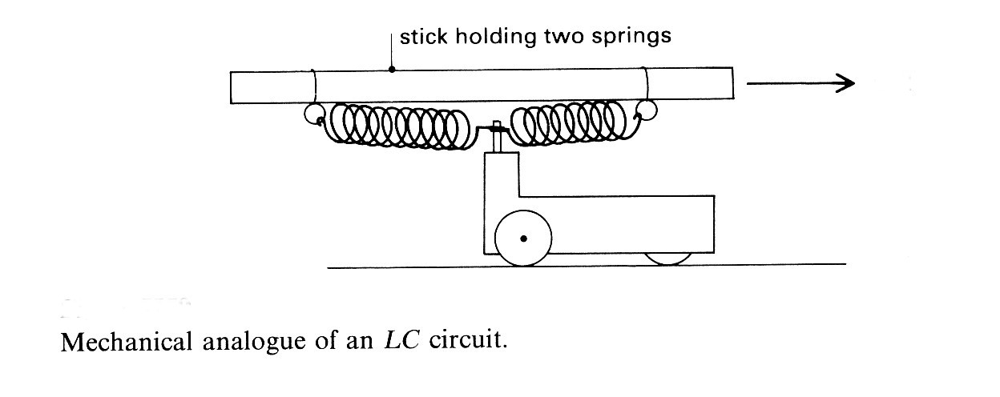 stick holding two springs
Mechanical analogue of an LC circuit.